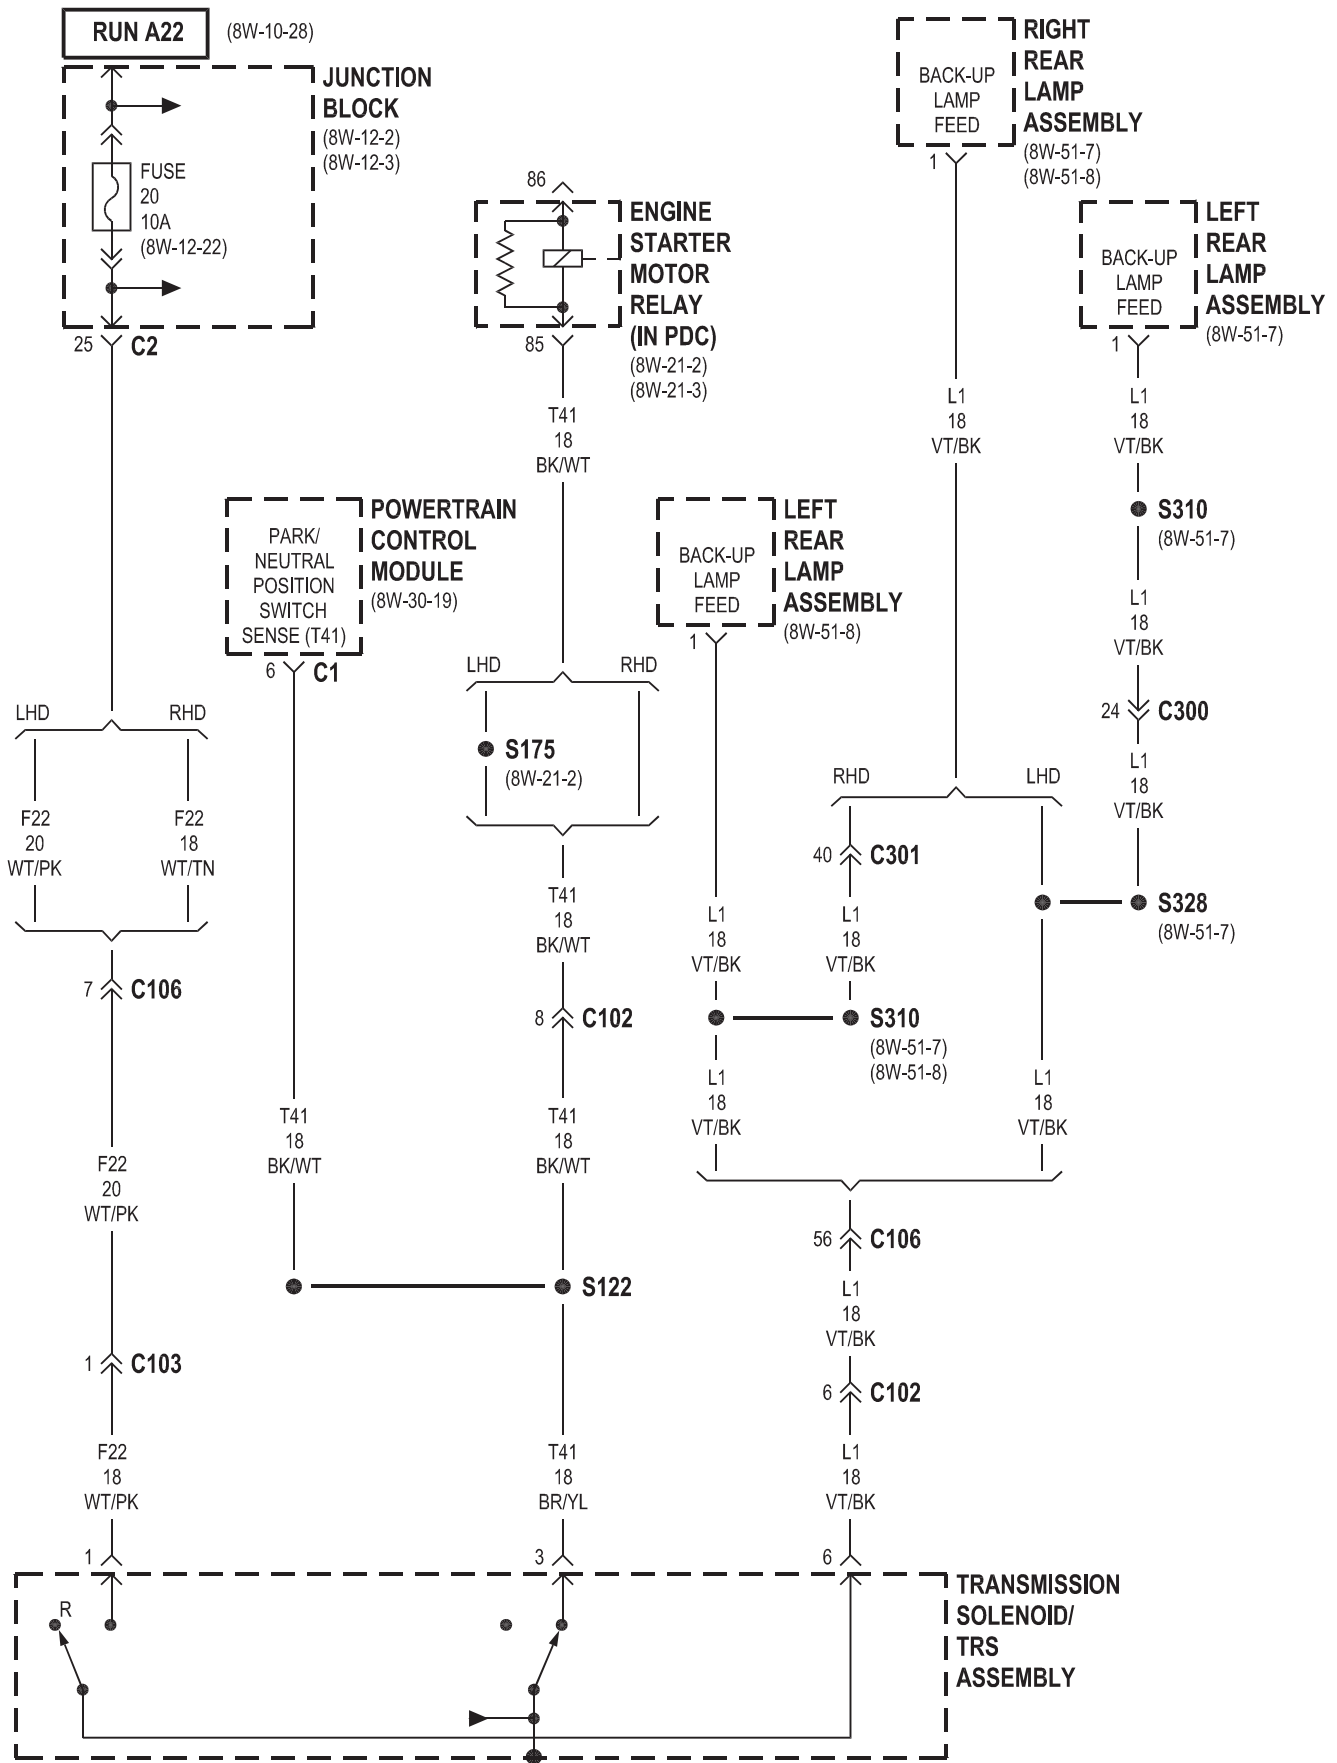 RUN A22
(8W-10-28)
JUNCTION
BLOCK
(8W-12-2)
(8W-12-3)
FUSE
20
10A
(8W-12-22)
25
C2
86
ENGINE
STARTER
MOTOR
RELAY
(IN PDC)
(8W-21-2)
(8W-21-3)
85
T41
18
BK/WT
BACK-UP
LAMP
FEED
RIGHT
REAR
LAMP
ASSEMBLY
(8W-51-7)
(8W-51-8)
1
BACK-UP
LAMP
FEED
LEFT
REAR
LAMP
ASSEMBLY
(8W-51-7)
1
L1
18
VT/BK
L1
18
VT/BK
S310
(8W-51-7)
L1
18
VT/BK
24
C300
L1
18
VT/BK
PARK/
NEUTRAL
POSITION
SWITCH
SENSE (T41)
POWERTRAIN
CONTROL
MODULE
(8W-30-19)
6
C1
BACK-UP
LAMP
FEED
LEFT
REAR
LAMP
ASSEMBLY
(8W-51-8)
1
LHD
RHD
S175
(8W-21-2)
LHD
RHD
F22
20
WT/PK
F22
18
WT/TN
RHD
LHD
40
C301
S328
(8W-51-7)
T41
18
BK/WT
L1
18
VT/BK
L1
18
VT/BK
7
C106
8
C102
S310
(8W-51-7)
(8W-51-8)
L1
18
VT/BK
L1
18
VT/BK
T41
18
BK/WT
T41
18
BK/WT
F22
20
WT/PK
56
C106
S122
L1
18
VT/BK
1
C103
6
C102
F22
18
WT/PK
T41
18
BR/YL
L1
18
VT/BK
1
3
6
R
TRANSMISSION
SOLENOID/
TRS
ASSEMBLY